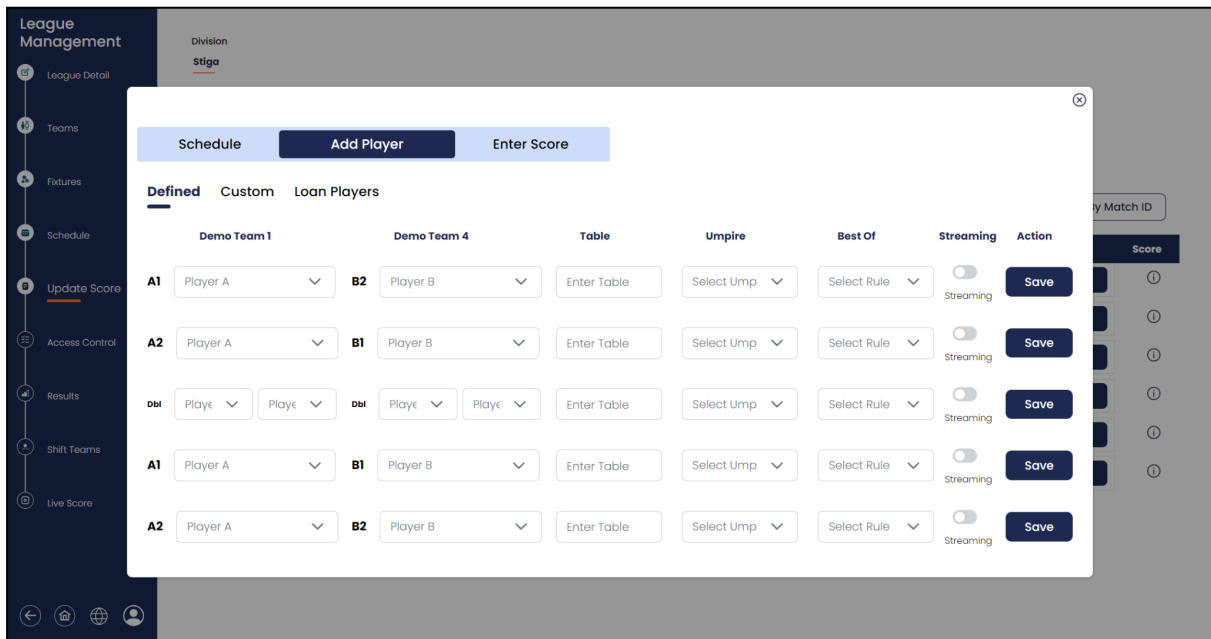 League
Management
League Detail
Teams
Fixtures
Schedule
Update Score
Access Control
Results
Shift Teams
Live Score
Division
Stiga
Schedule Add Player Enter Score
Defined Custom Loan Players
Demo Team 1 Demo Team 4 Table Umpire Best Of Streaming Action
A1 Player A B2 Player B Enter Table Select Ump Select Rule Streaming Save
A2 Player A B1 Player B Enter Table Select Ump Select Rule Streaming Save
Dbl Playe Playe Dbl Playe Playe Enter Table Select Ump Select Rule Streaming Save
A1 Player A B1 Player B Enter Table Select Ump Select Rule Streaming Save
A2 Player A B2 Player B Enter Table Select Ump Select Rule Streaming Save
By Match ID
Score